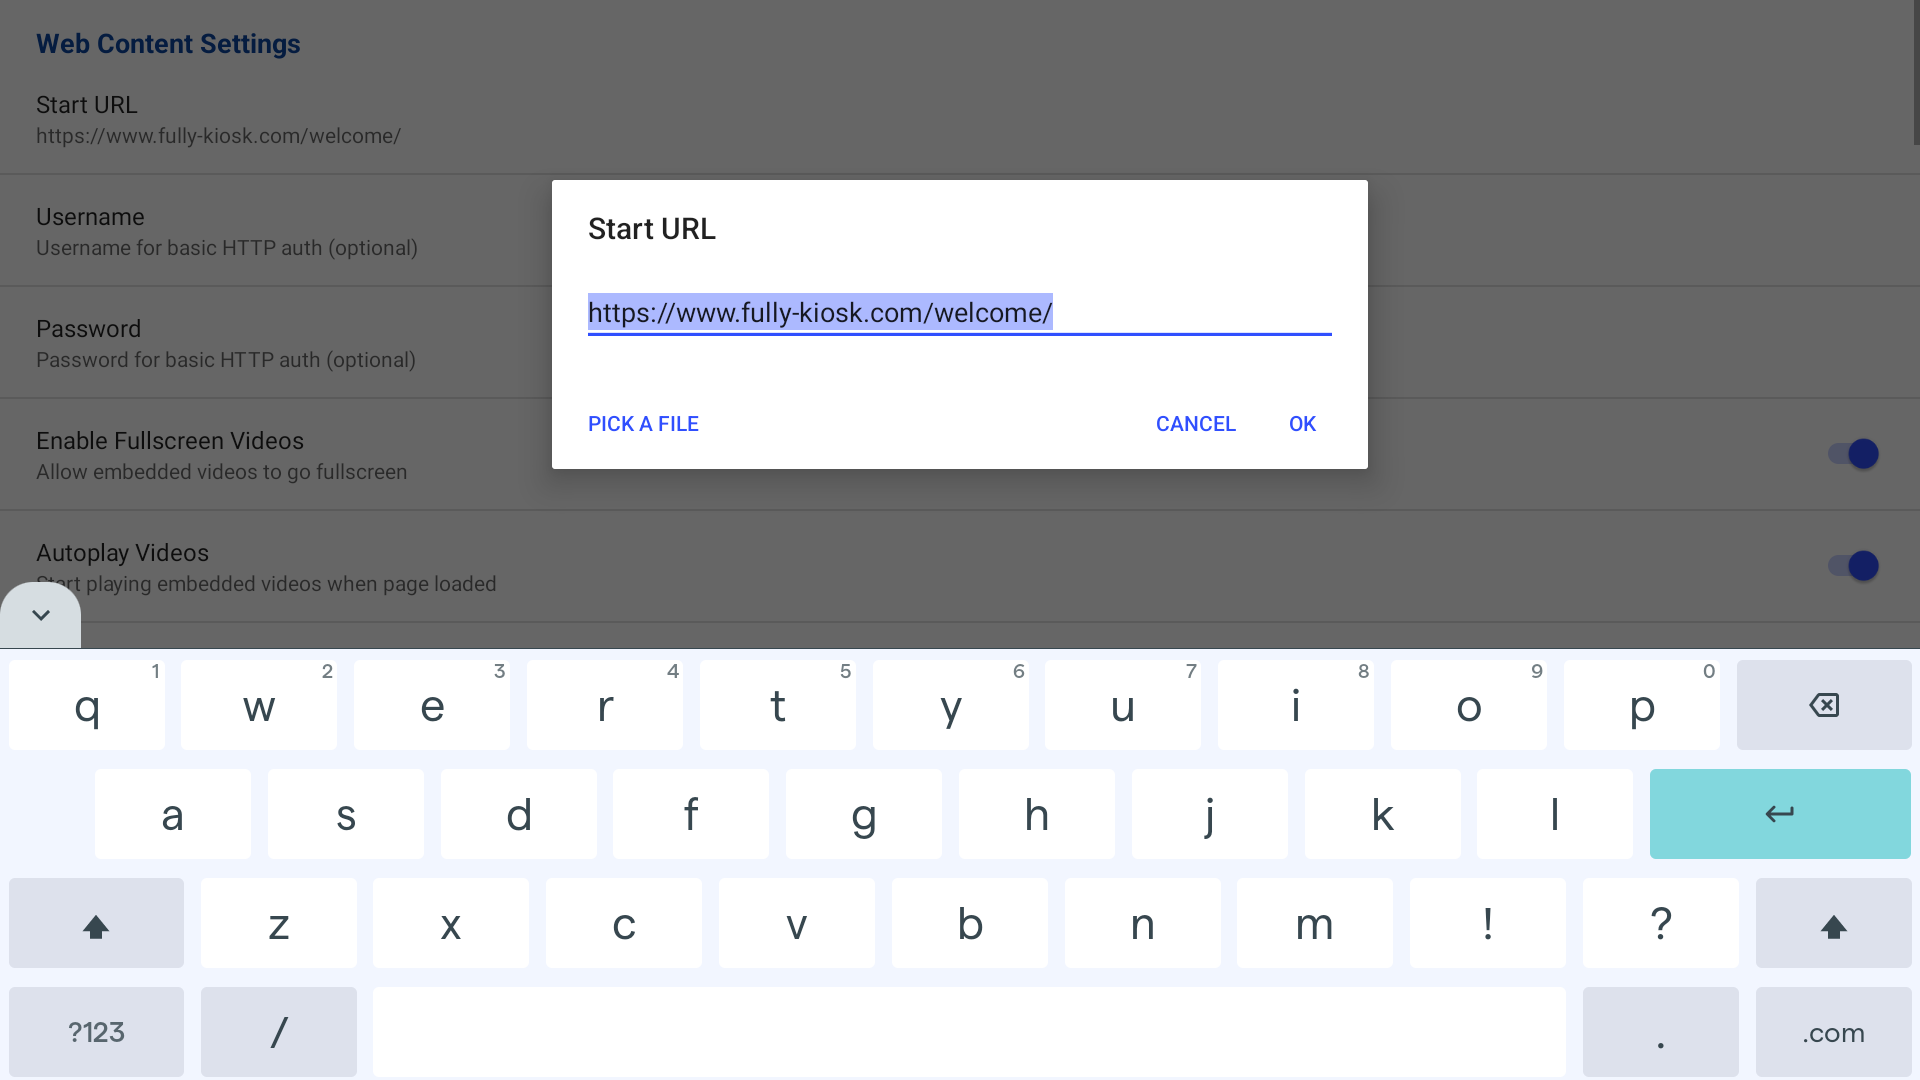 Web Content Settings
Start URL
https://www.fully-kiosk.com/welcome/
Username
Username for basic HTTP auth (optional)
Password
Password for basic HTTP auth (optional)
Enable Fullscreen Videos
Allow embedded videos to go fullscreen
Autoplay Videos
Start playing embedded videos when page loaded
Start URL
https://www.fully-kiosk.com/welcome/
PICK A FILE CANCEL OK
q 1 w 2 e 3 r 4 t 5 y 6 u 7 i 8 o 9 p 0
a s d f g h j k l
z x c v b n m ! ?
?123 / . .com